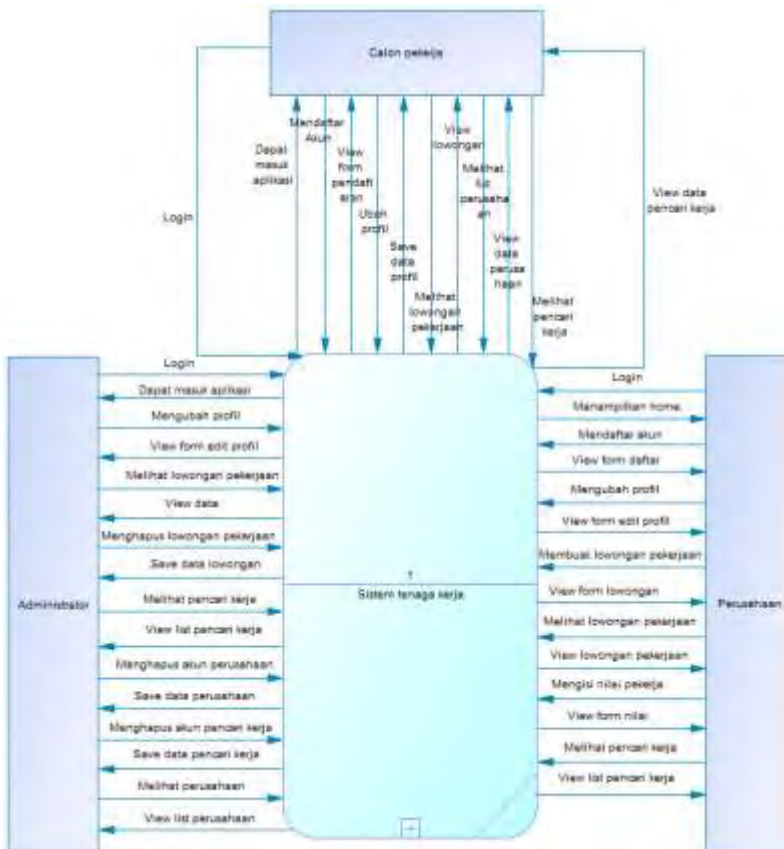 Calon pekerja
Mendaftar
Akun
Dapat
masuk
aplikasi
View
form
pendaft
aran
Ubah
profil
Save
data
profil
Melihat
lowongan
pekerjaan
View
lowongan
Melihat
list
perusaha
an
View
data
perusa
haan
Melihat
pencari
kerja
View data
pencari kerja
Login
Administrator
Login
Dapat masuk aplikasi
Mengubah profil
View form edit profil
Melihat lowongan pekerjaan
View data
Menghapus lowongan pekerjaan
Save data lowongan
Melihat pencari kerja
View list pencari kerja
Menghapus akun perusahaan
Save data perusahaan
Menghapus akun pencari kerja
Save data pencari kerja
Melihat perusahaan
View list perusahaan
1
Sistem tenaga kerja
+
Login
Menampilkan home
Mendaftar akun
View form daftar
Mengubah profil
View form edit profil
Membuat lowongan pekerjaan
View form lowongan
Melihat lowongan pekerjaan
View lowongan pekerjaan
Mengisi nilai pekerja
View form nilai
Melihat pencari kerja
View list pencari kerja
Perusahaan